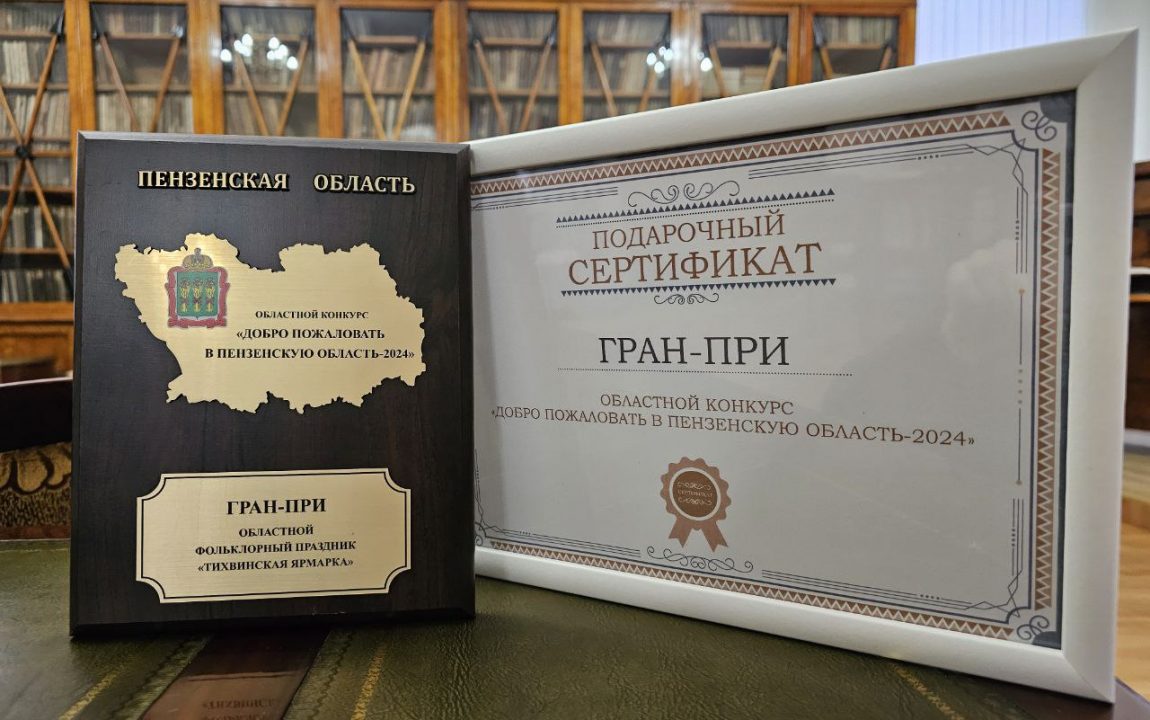 ПЕНЗЕНСКАЯ ОБЛАСТЬ
ОБЛАСТНОЙ КОНКУРС
«ДОБРО ПОЖАЛОВАТЬ
В ПЕНЗЕНСКУЮ ОБЛАСТЬ-2024»
ГРАН-ПРИ
ОБЛАСТНОЙ
ФОЛЬКЛОРНЫЙ ПРАЗДНИК
«ТИХВИНСКАЯ ЯРМАРКА»
ПОДАРОЧНЫЙ
СЕРТИФИКАТ
ГРАН-ПРИ
ОБЛАСТНОЙ КОНКУРС
«ДОБРО ПОЖАЛОВАТЬ В ПЕНЗЕНСКУЮ ОБЛАСТЬ-2024»